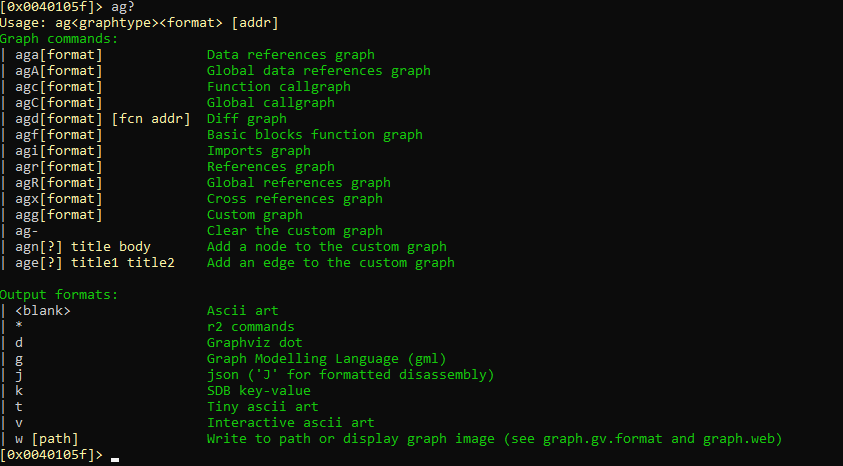 [0x0040105f]> ag?
Usage: ag<graphtype><format> [addr]
Graph commands:
| aga[format]             Data references graph
| agA[format]             Global data references graph
| agc[format]             Function callgraph
| agC[format]             Global callgraph
| agd[format] [fcn addr]  Diff graph
| agf[format]             Basic blocks function graph
| agi[format]             Imports graph
| agr[format]             References graph
| agR[format]             Global references graph
| agx[format]             Cross references graph
| agg[format]             Custom graph
| ag-                     Clear the custom graph
| agn[?] title body       Add a node to the custom graph
| age[?] title1 title2    Add an edge to the custom graph

Output formats:
| <blank>                 Ascii art
| *                       r2 commands
| d                       Graphviz dot
| g                       Graph Modelling Language (gml)
| j                       json ('J' for formatted disassembly)
| k                       SDB key-value
| t                       Tiny ascii art
| v                       Interactive ascii art
| w [path]                Write to path or display graph image (see graph.gv.format and graph.web)
[0x0040105f]>